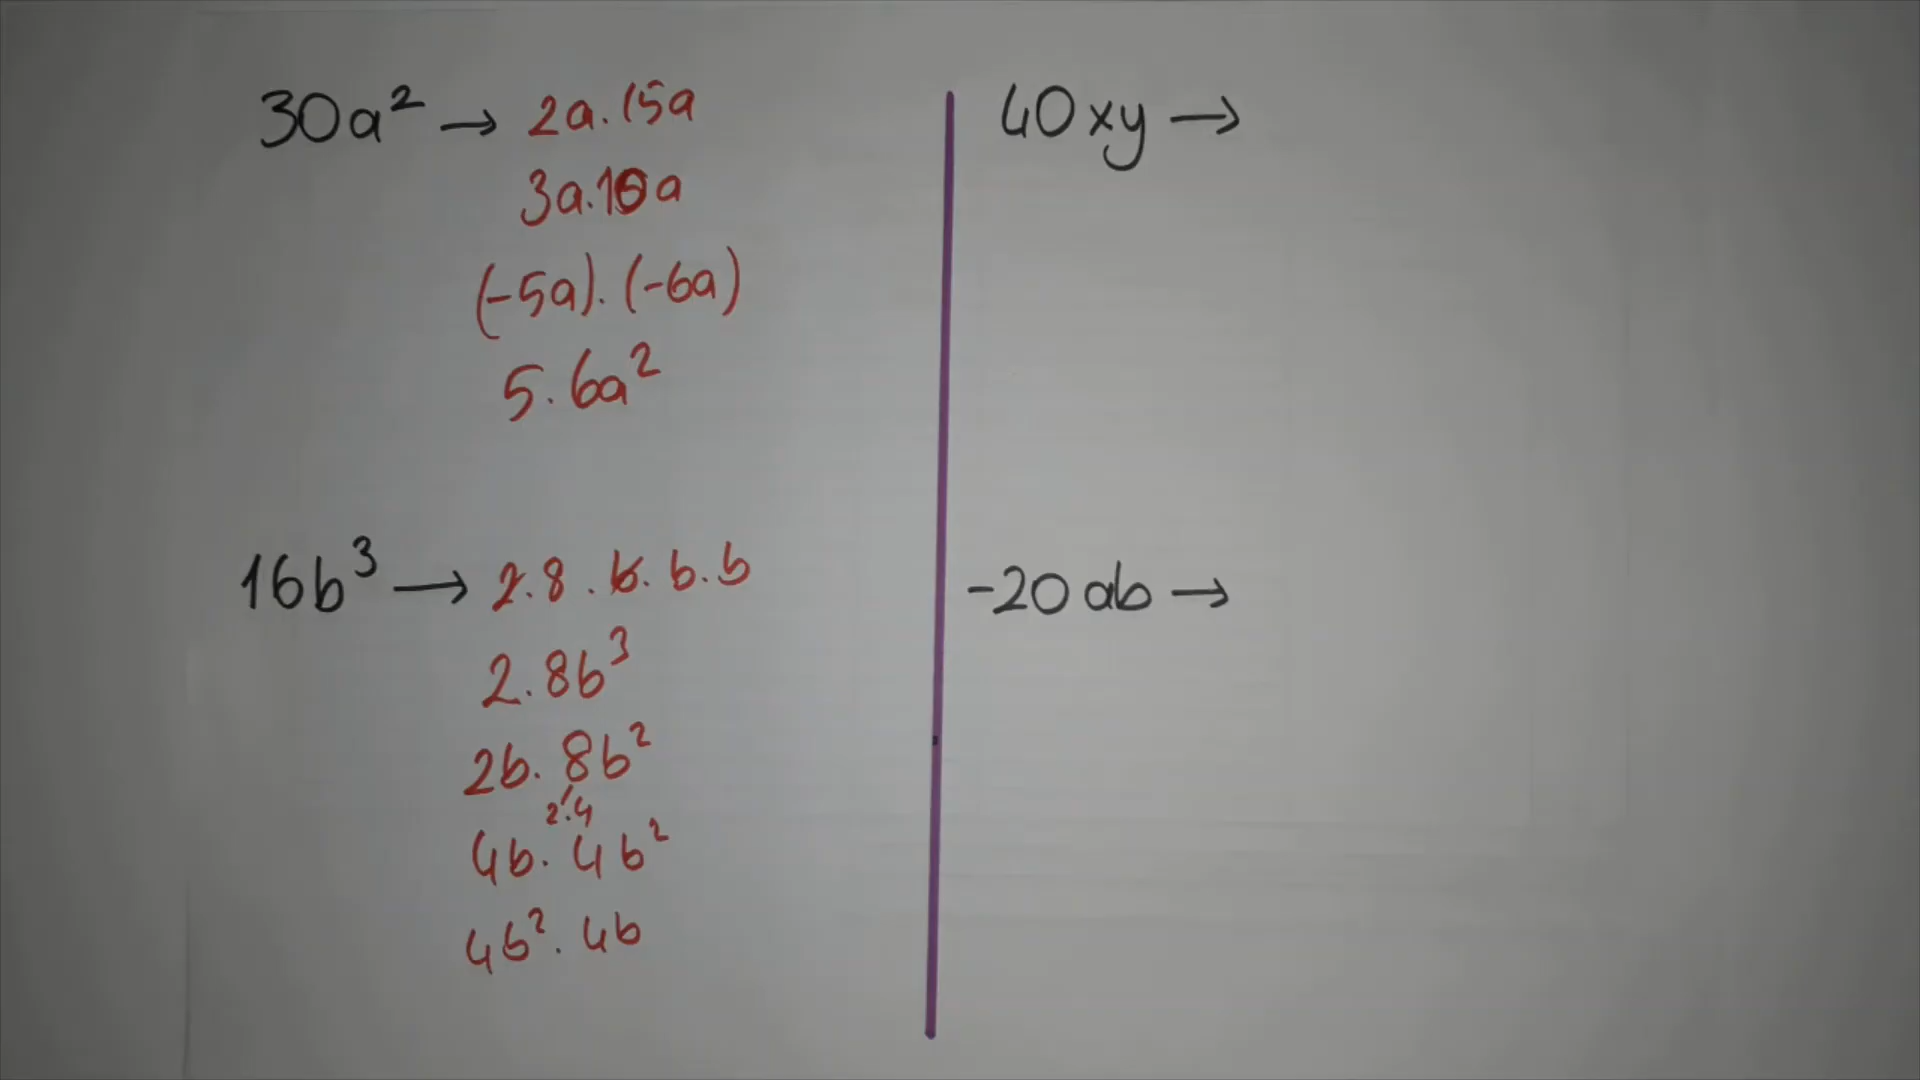 30a² → 2a.15a
3a.10a
(-5a).(-6a)
5.6a²
16b³ → 2.8.b.b.b
2.8b³
2b.8b²
2.4
4b.4b²
4b².4b
40xy →
-20ab →